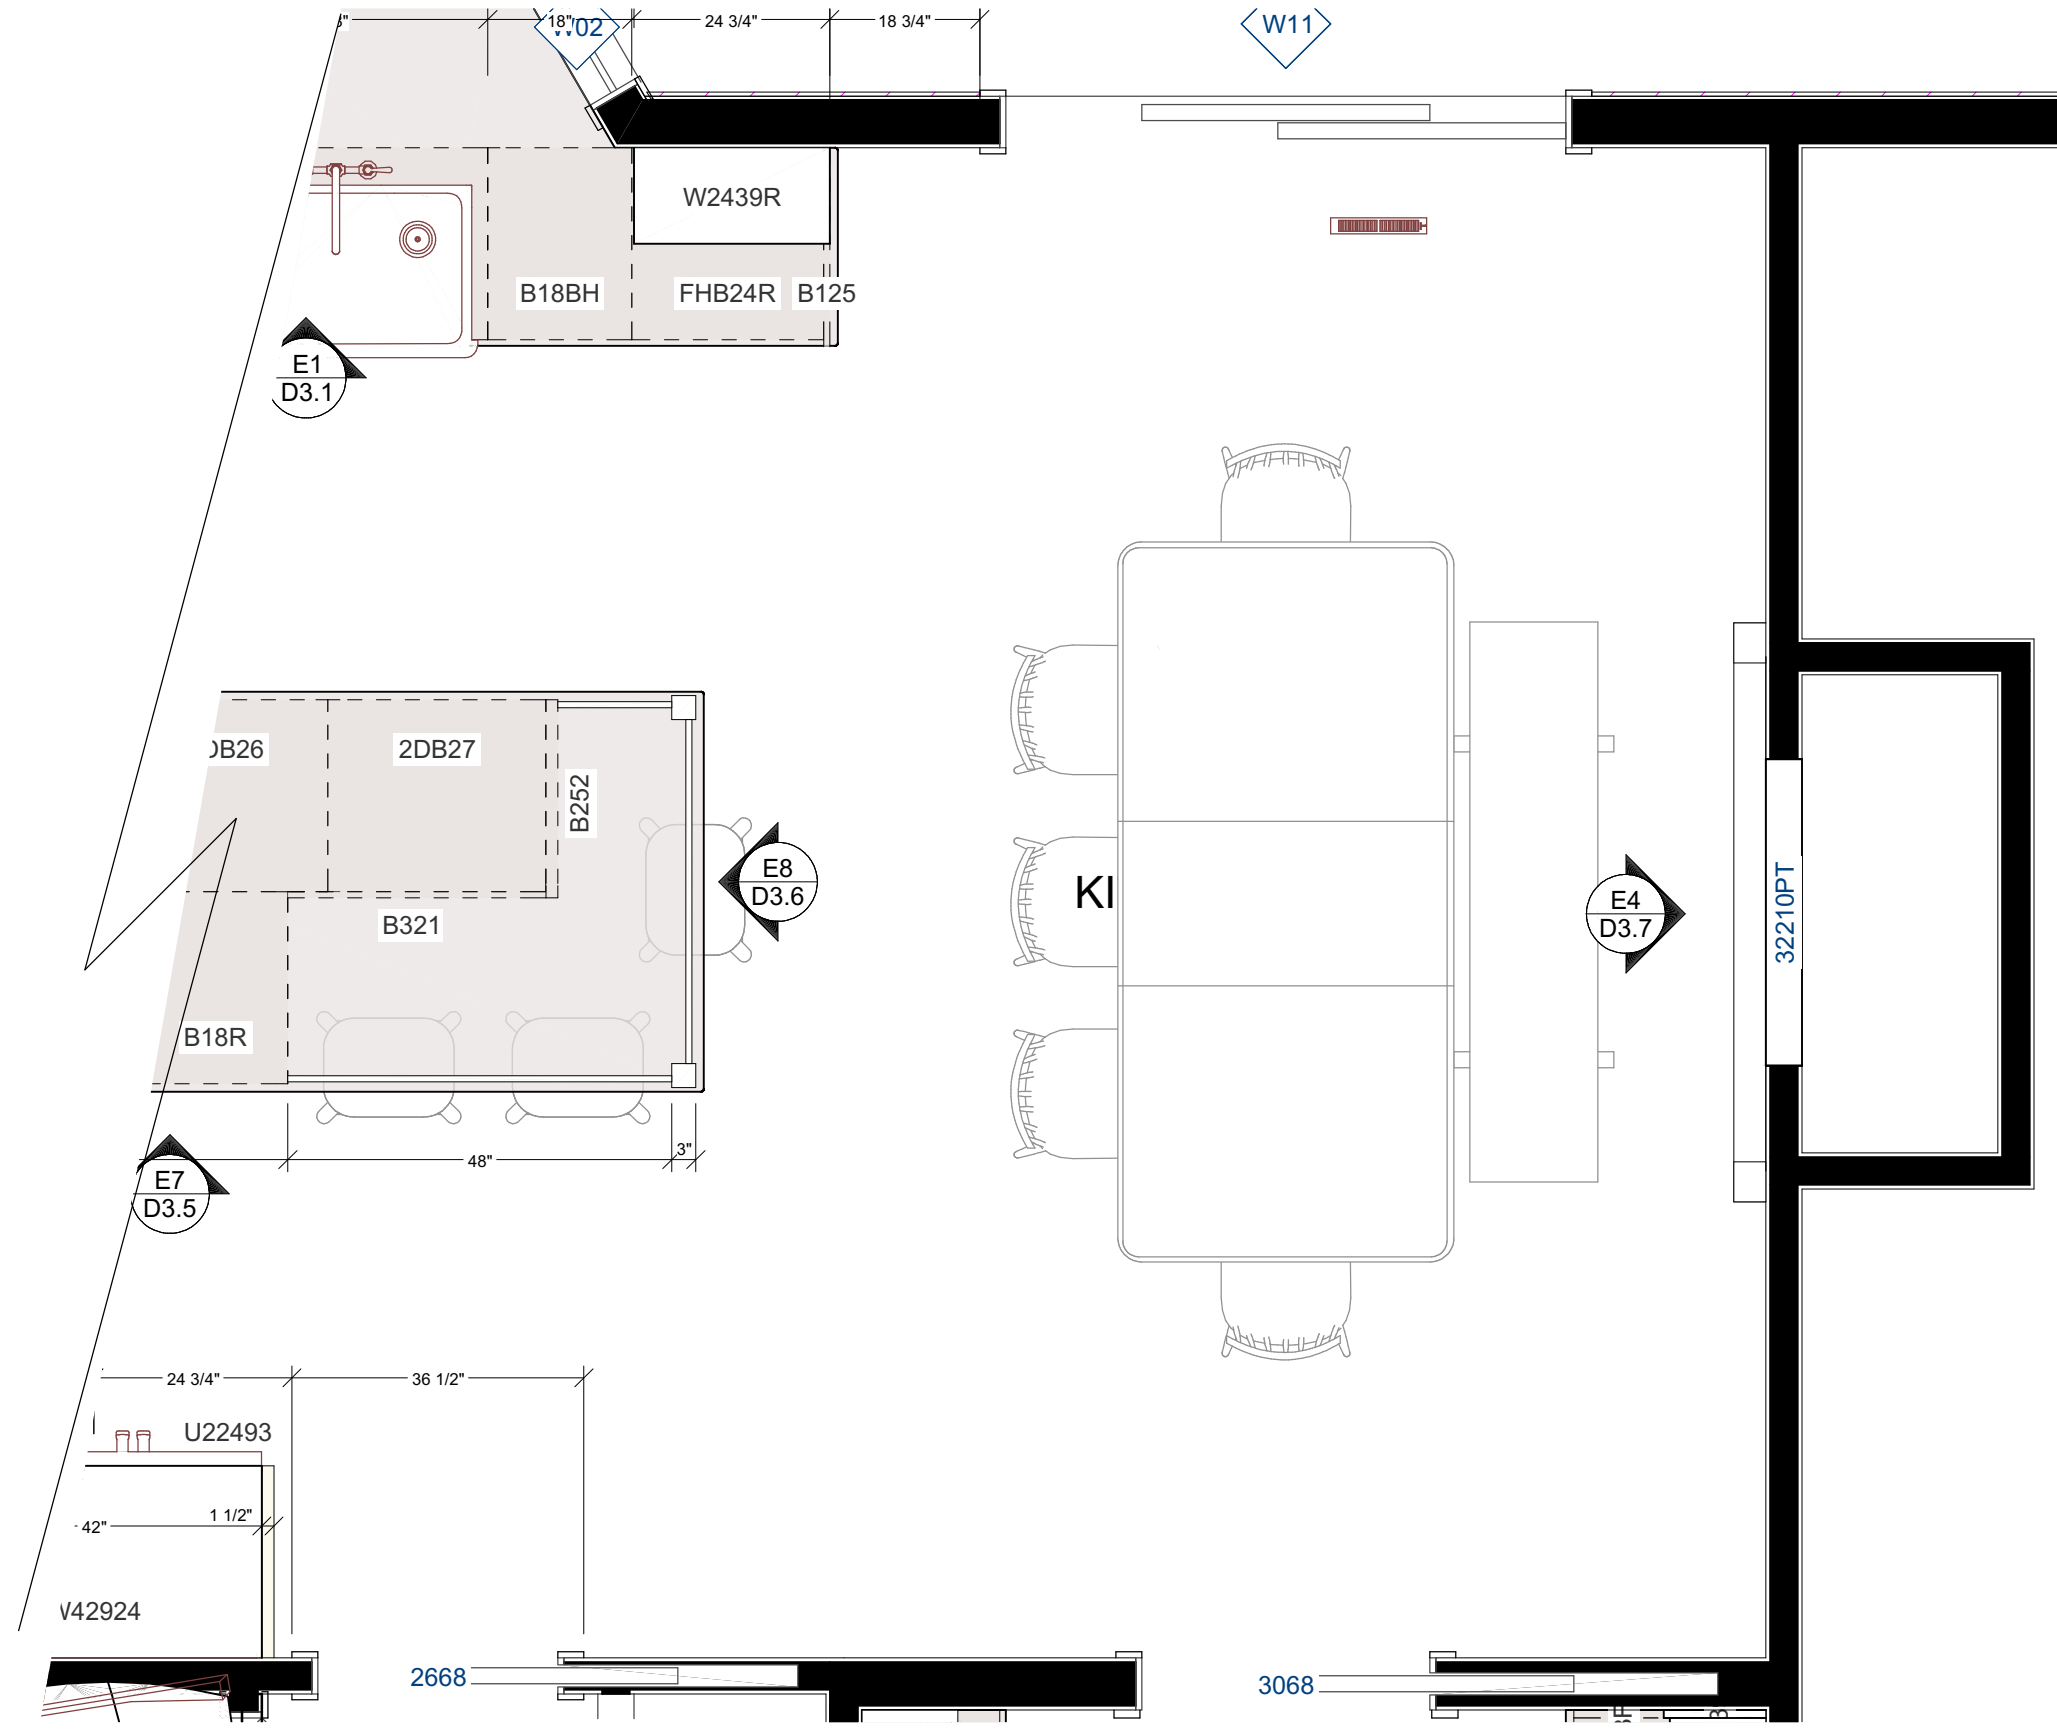 18"
24 3/4"
18 3/4"
W11
W2439R
B18BH
FHB24R
B125
E1
D3.1
2DB27
B252
B321
B18R
E8
D3.6
KI
E4
D3.7
32210PT
48"
3"
E7
D3.5
24 3/4"
36 1/2"
U22493
42"
1 1/2"
2668
3068